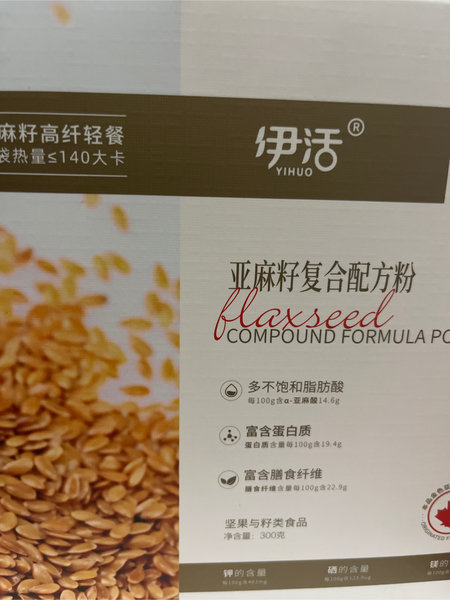 麻籽高纤轻餐
袋热量≤140大卡
伊活®
YIHUO
亚麻籽复合配方粉
flaxseed
COMPOUND FORMULA PO
多不饱和脂肪酸
每100g含α-亚麻酸14.6g
富含蛋白质
蛋白质含量每100g含19.4g
富含膳食纤维
膳食纤维含量每100g含22.9g
坚果与籽类食品
净含量：300克
钾的含量
硒的含量
镁的